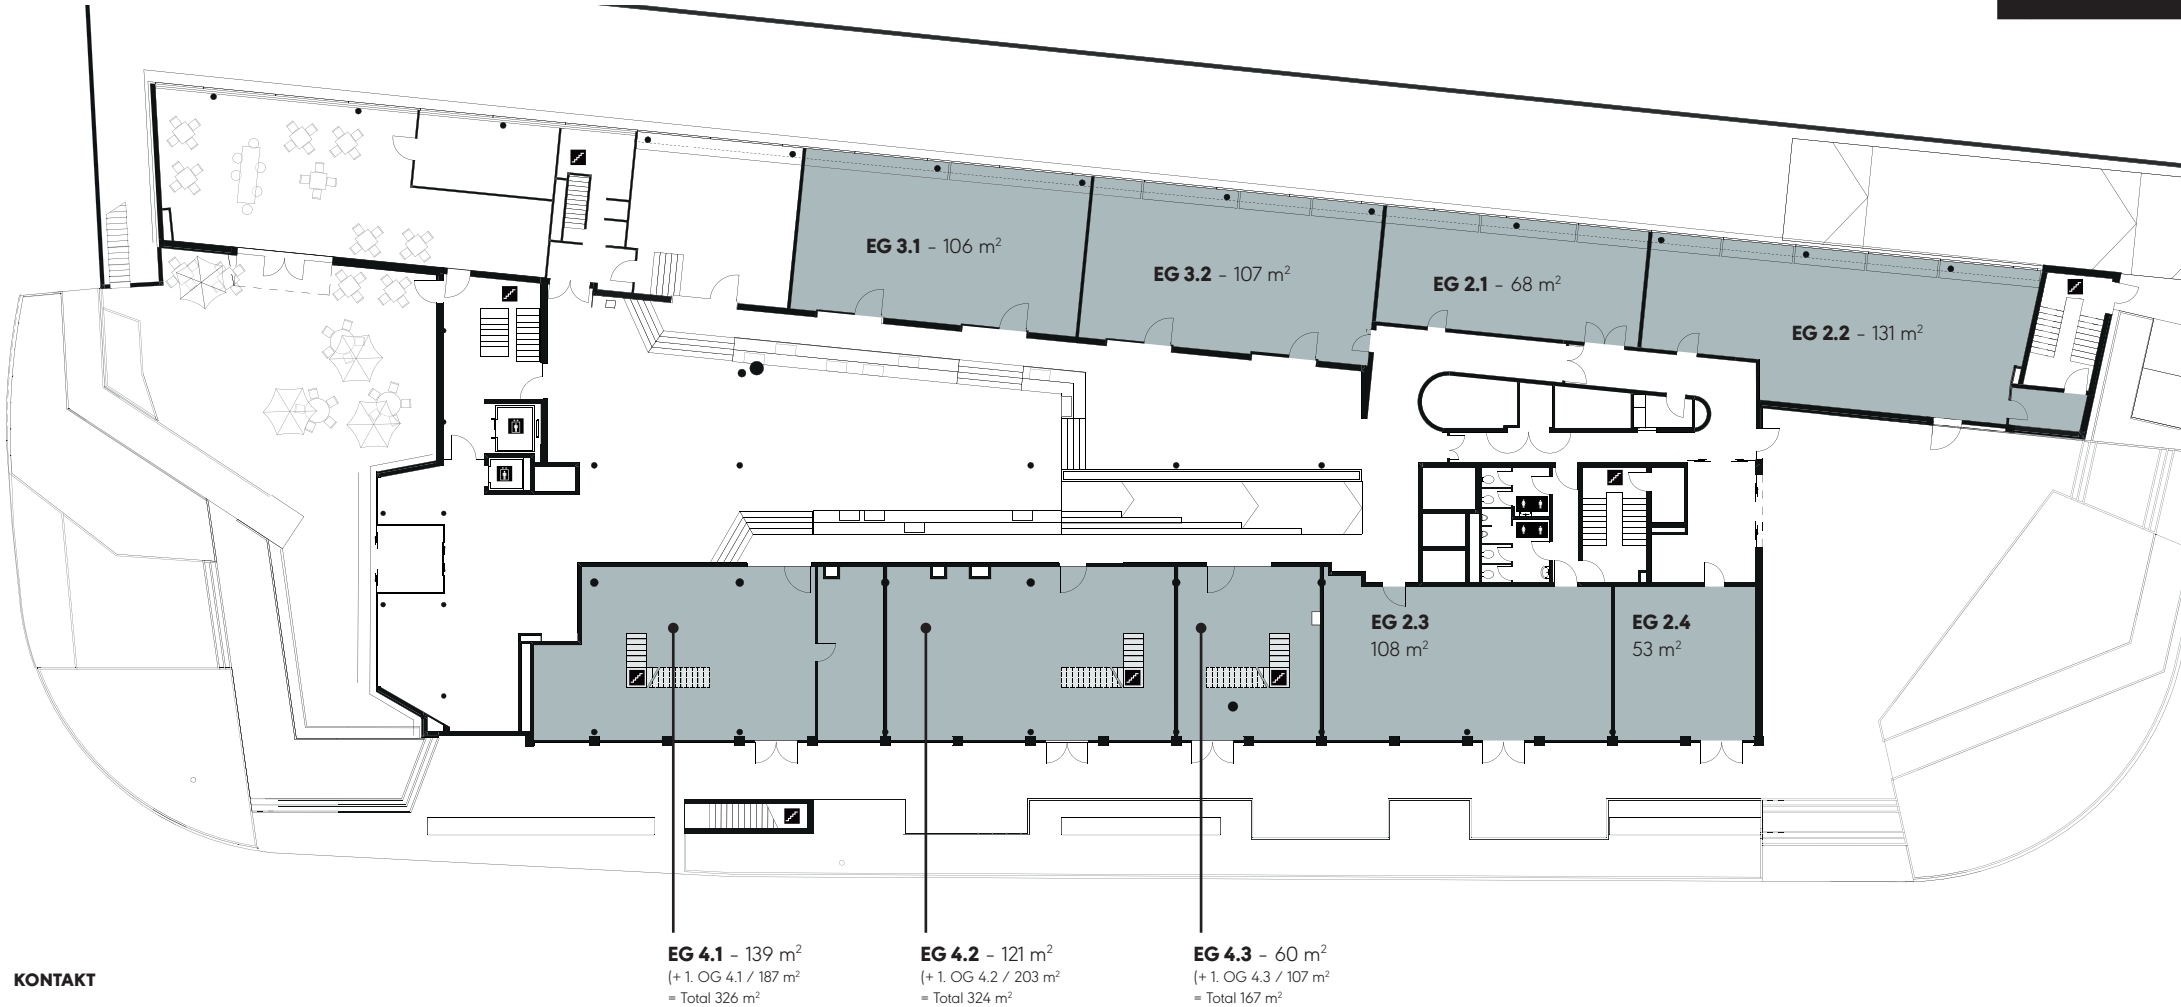 EG 3.1 – 106 m²
EG 3.2 – 107 m²
EG 2.1 – 68 m²
EG 2.2 – 131 m²
EG 2.3
108 m²
EG 2.4
53 m²
EG 4.1 – 139 m²
(+ 1. OG 4.1 / 187 m²
= Total 326 m²
EG 4.2 – 121 m²
(+ 1. OG 4.2 / 203 m²
= Total 324 m²
EG 4.3 – 60 m²
(+ 1. OG 4.3 / 107 m²
= Total 167 m²
KONTAKT